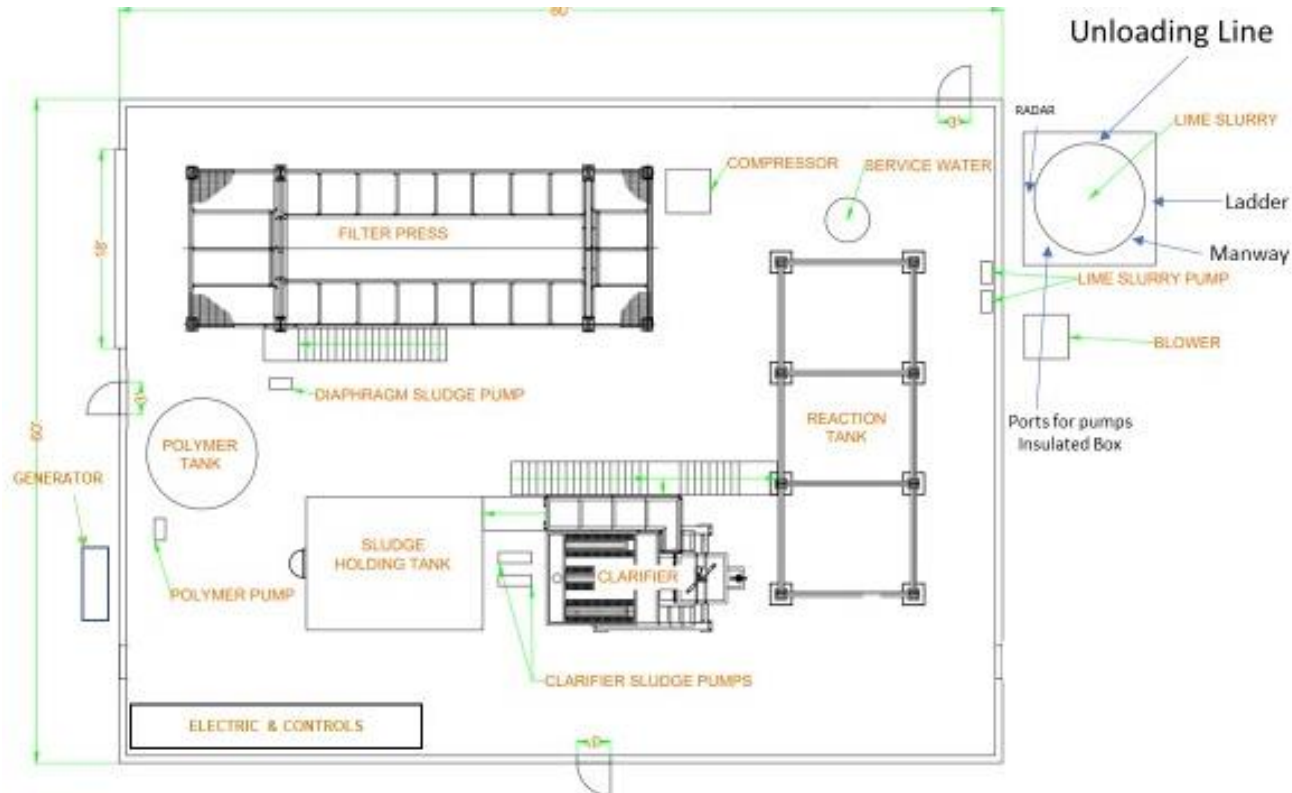 Unloading Line
RADAR
LIME SLURRY
COMPRESSOR
SERVICE WATER
Ladder
FILTER PRESS
18'
Manway
LIME SLURRY PUMP
BLOWER
DIAPHRAGM SLUDGE PUMP
REACTION
TANK
Ports for pumps
Insulated Box
60'
POLYMER
TANK
GENERATOR
SLUDGE
HOLDING TANK
CLARIFIER
POLYMER PUMP
CLARIFIER SLUDGE PUMPS
ELECTRIC & CONTROLS